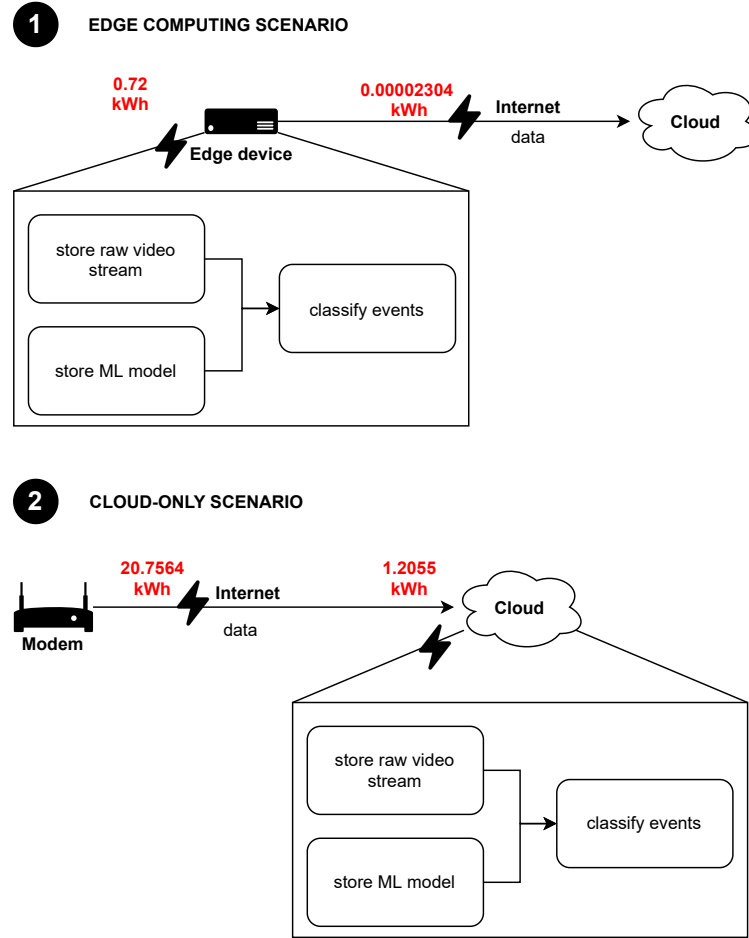 1
EDGE COMPUTING SCENARIO
0.72
kWh
0.00002304
kWh
Internet
data
Cloud
Edge device
store raw video
stream
classify events
store ML model
2
CLOUD-ONLY SCENARIO
20.7564
kWh
1.2055
kWh
Internet
data
Cloud
Modem
store raw video
stream
classify events
store ML model